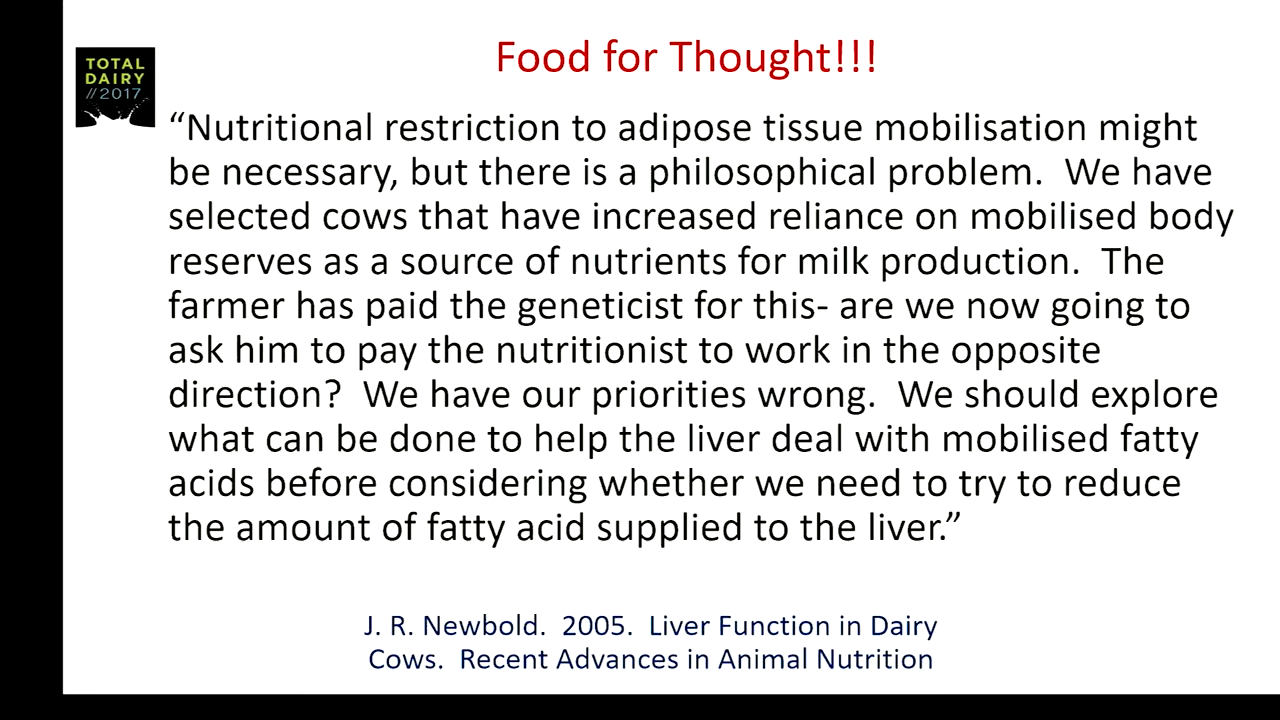 Food for Thought!!!
TOTAL
DAIRY
//2017
“Nutritional restriction to adipose tissue mobilisation might
be necessary, but there is a philosophical problem.  We have
selected cows that have increased reliance on mobilised body
reserves as a source of nutrients for milk production.  The
farmer has paid the geneticist for this- are we now going to
ask him to pay the nutritionist to work in the opposite
direction?  We have our priorities wrong.  We should explore
what can be done to help the liver deal with mobilised fatty
acids before considering whether we need to try to reduce
the amount of fatty acid supplied to the liver.”
J. R. Newbold.  2005.  Liver Function in Dairy
Cows.  Recent Advances in Animal Nutrition